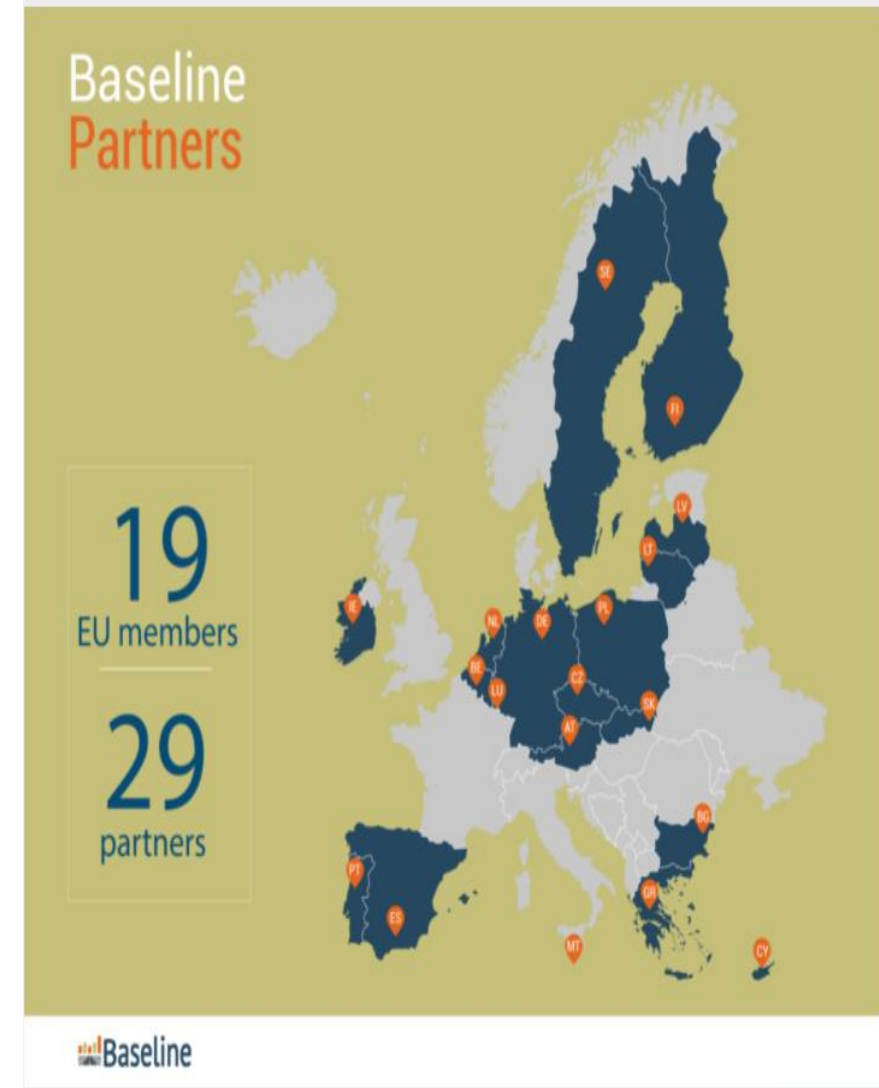 Baseline
Partners
SE
FI
LV
LT
19
EU members
IE
NL
DE
PL
BE
LU
CZ
SK
AT
29
partners
BG
PT
GR
ES
MT
CY
Baseline